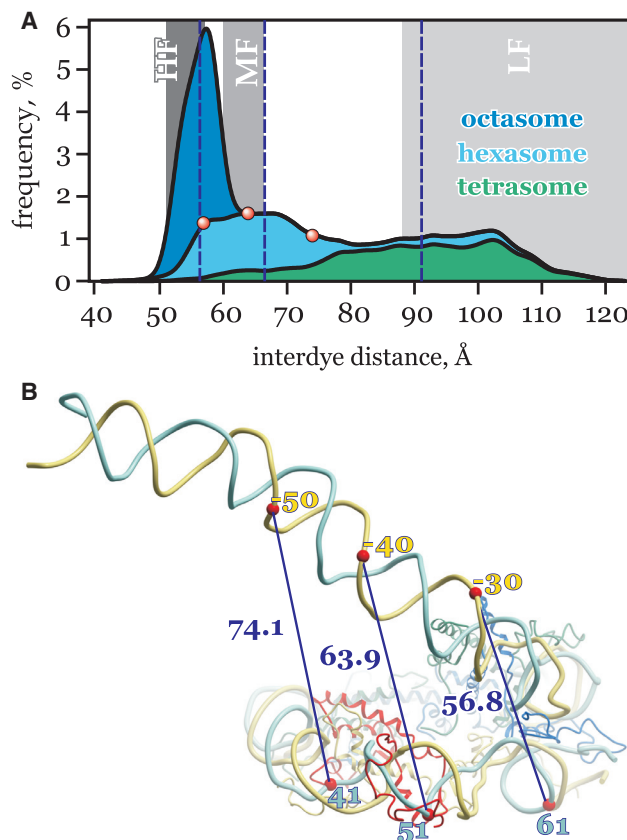 A
6
5
4
3
2
1
0
frequency, %
HF
MF
LF
octasome
hexasome
tetrasome
40 50 60 70 80 90 100 110 120
interdye distance, Å
B
-50
-40
-30
74.1
63.9
56.8
41
51
61